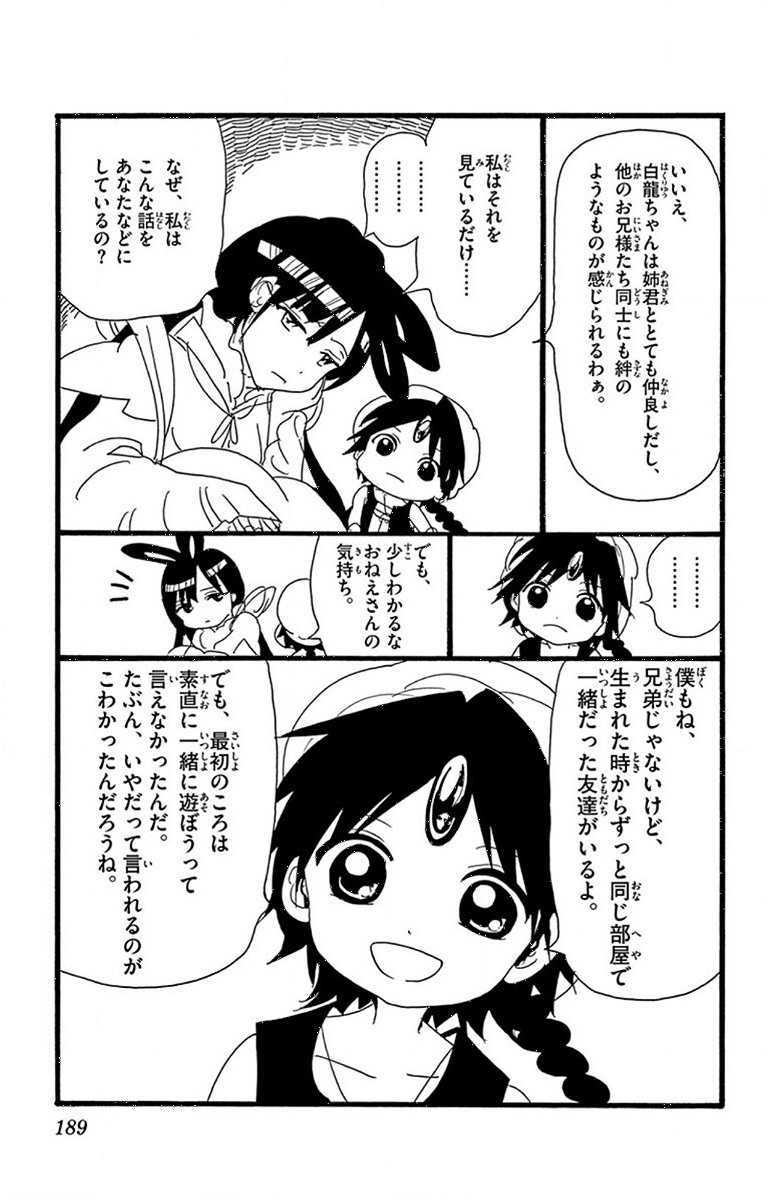 いいえ、
白龍ちゃんは姉君ととても仲良しだし、
他のお兄様たち同士にも絆の
ようなものが感じられるわぁ。
私はそれを
見ているだけ……
…………
…………
なぜ、私は
こんな話を
あなたなどに
しているの?
…………
…………
でも、
少しわかるな
おねえさんの
気持ち。
僕もね、
兄弟じゃないけど、
生まれた時からずっと同じ部屋で
一緒だった友達がいるよ。
でも、最初のころは
素直に一緒に遊ぼうって
言えなかったんだ。
たぶん、いやだって言われるのが
こわかったんだろうね。
189